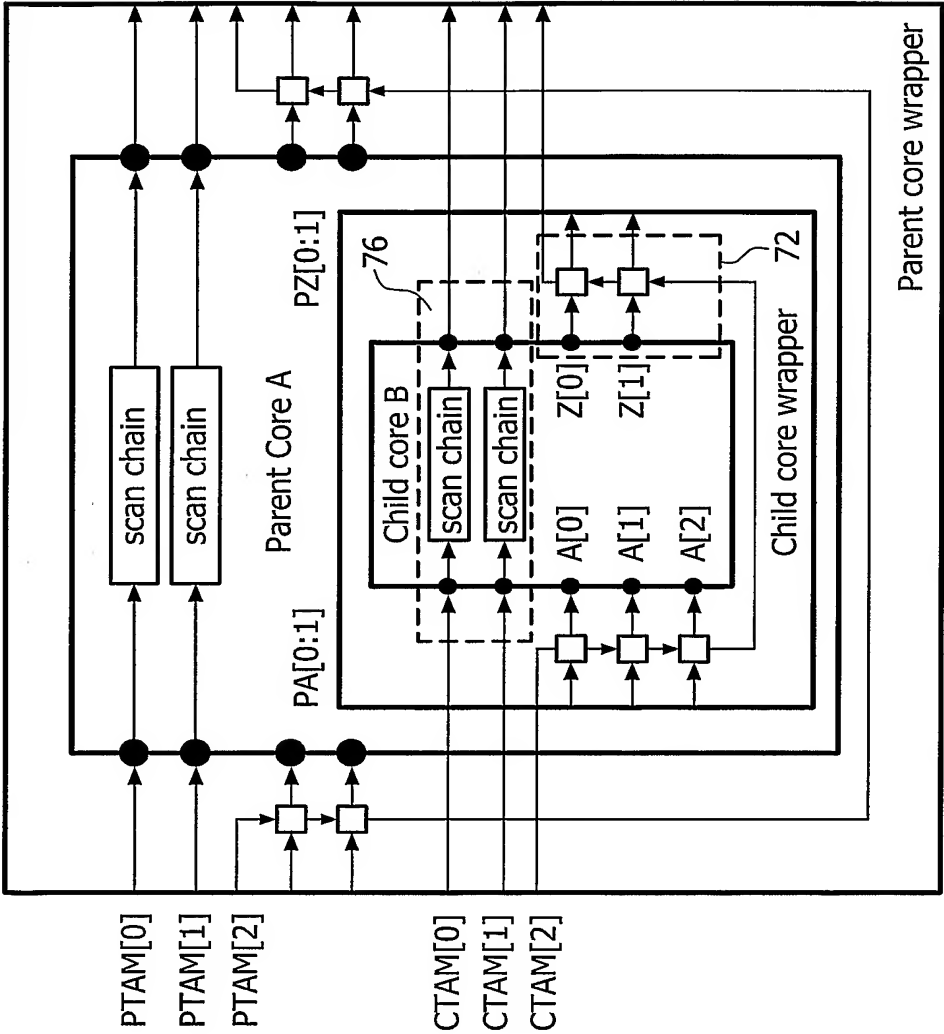 Parent core wrapper
PTAM[0]
PTAM[1]
PTAM[2]
scan chain
scan chain
Parent Core A
PA[0:1]
PZ[0:1]
76
CTAM[0]
CTAM[1]
CTAM[2]
Child core B
scan chain
scan chain
A[0]
A[1]
A[2]
Z[0]
Z[1]
72
Child core wrapper